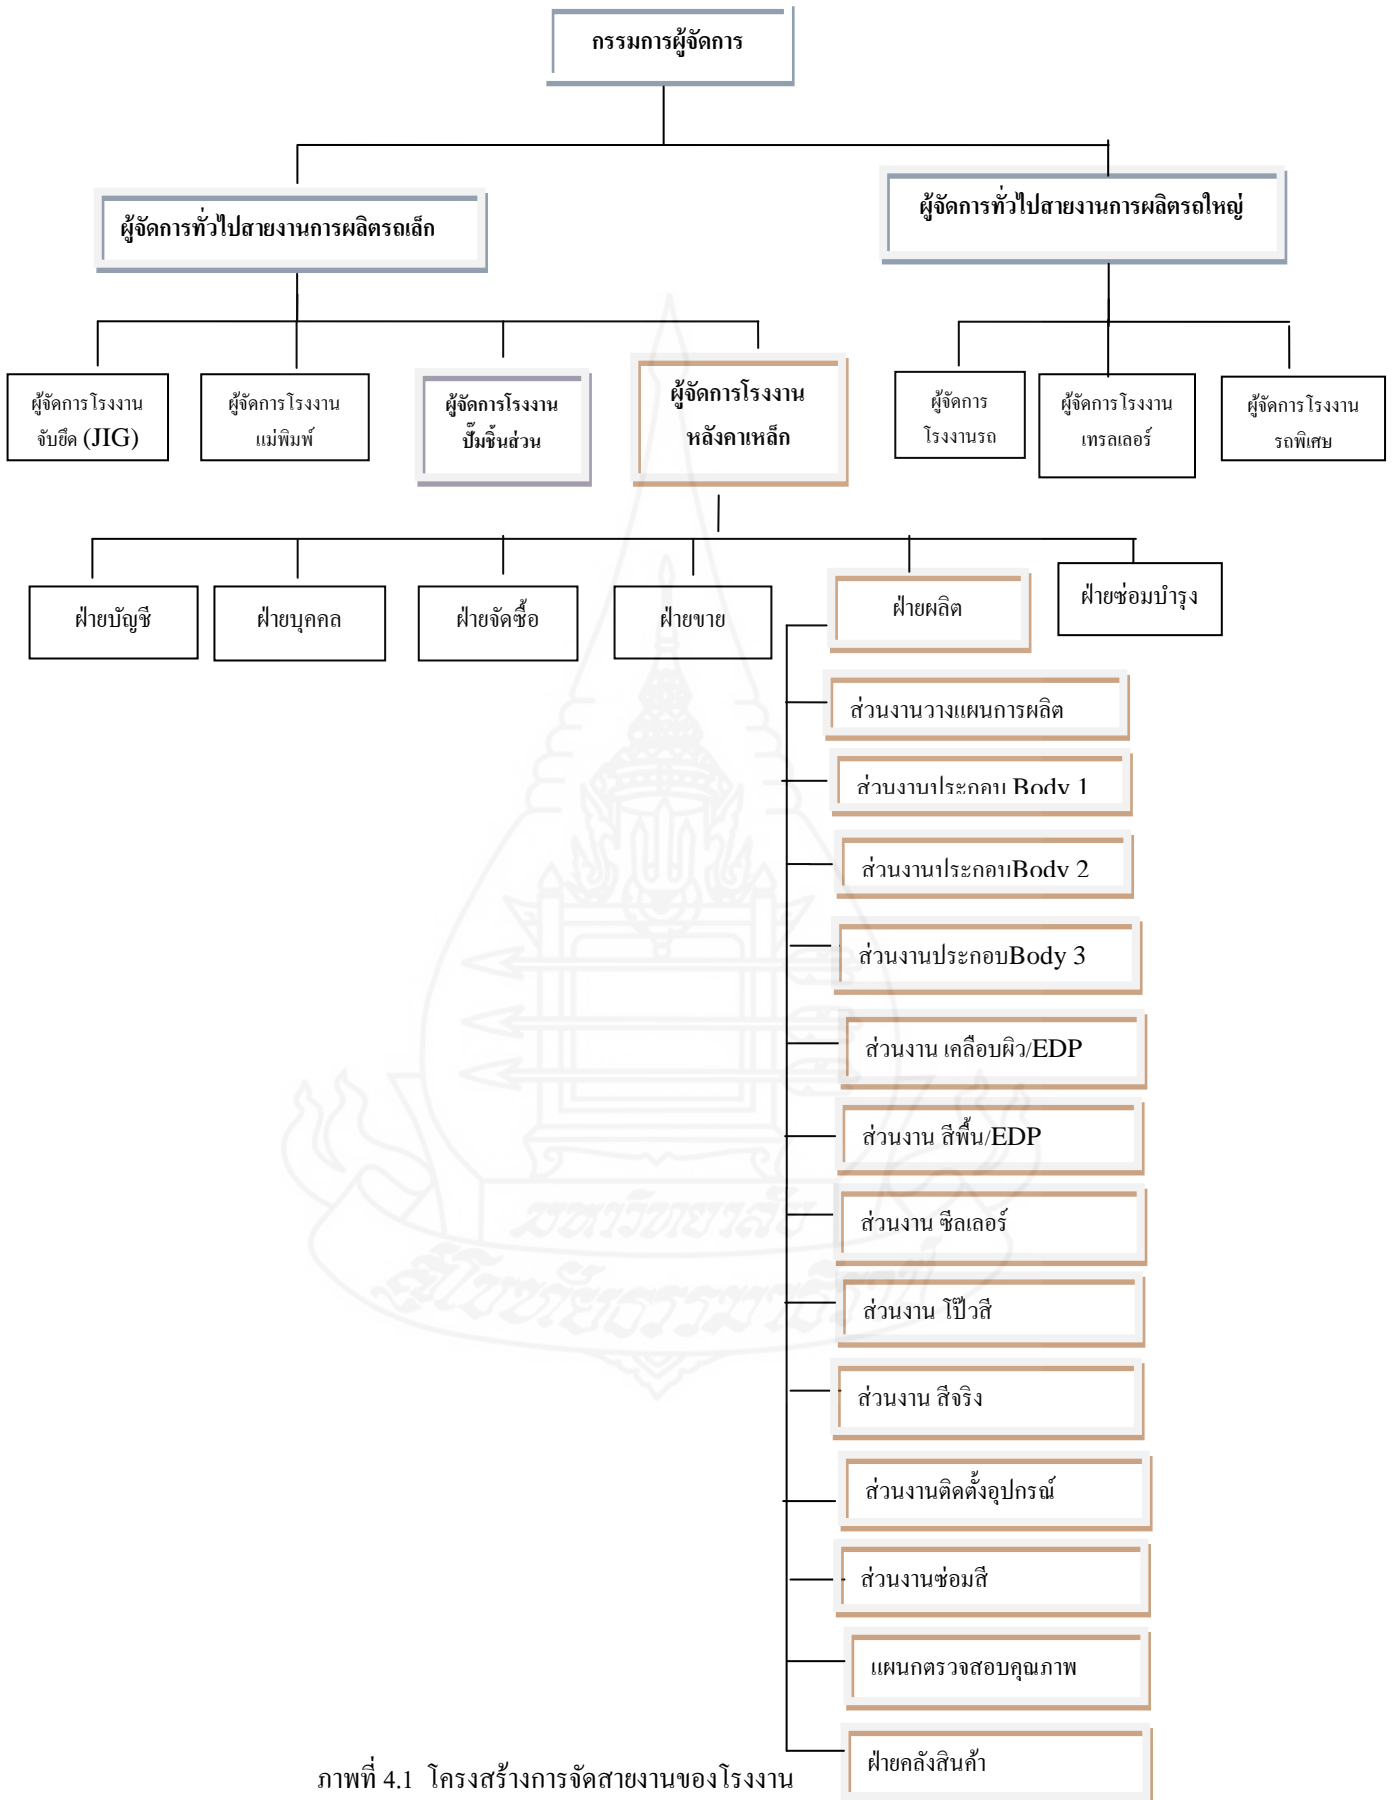 กรรมการผู้จัดการ
ผู้จัดการทั่วไปสายงานการผลิตรถเล็ก
ผู้จัดการทั่วไปสายงานการผลิตรถใหญ่
ผู้จัดการโรงงาน
จับยึด (JIG)
ผู้จัดการโรงงาน
แม่พิมพ์
ผู้จัดการโรงงาน
ปั๊มชิ้นส่วน
ผู้จัดการโรงงาน
หลังคาเหล็ก
ผู้จัดการ
โรงงานรถ
ผู้จัดการโรงงาน
เทรลเลอร์
ผู้จัดการโรงงาน
รถพิเศษ
ฝ่ายบัญชี
ฝ่ายบุคคล
ฝ่ายจัดซื้อ
ฝ่ายขาย
ฝ่ายผลิต
ฝ่ายซ่อมบำรุง
ส่วนงานวางแผนการผลิต
ส่วนงานประกอบ Body 1
ส่วนงานประกอบBody 2
ส่วนงานประกอบBody 3
ส่วนงาน เคลือบผิว/EDP
ส่วนงาน สีพื้น/EDP
ส่วนงาน ซีลเลอร์
ส่วนงาน โป๊วสี
ส่วนงาน สีจริง
ส่วนงานติดตั้งอุปกรณ์
ส่วนงานซ่อมสี
แผนกตรวจสอบคุณภาพ
ฝ่ายคลังสินค้า
มหาวิทยาลัย
สุโขทัยธรรมาธิราช
ภาพที่ 4.1 โครงสร้างการจัดสายงานของโรงงาน